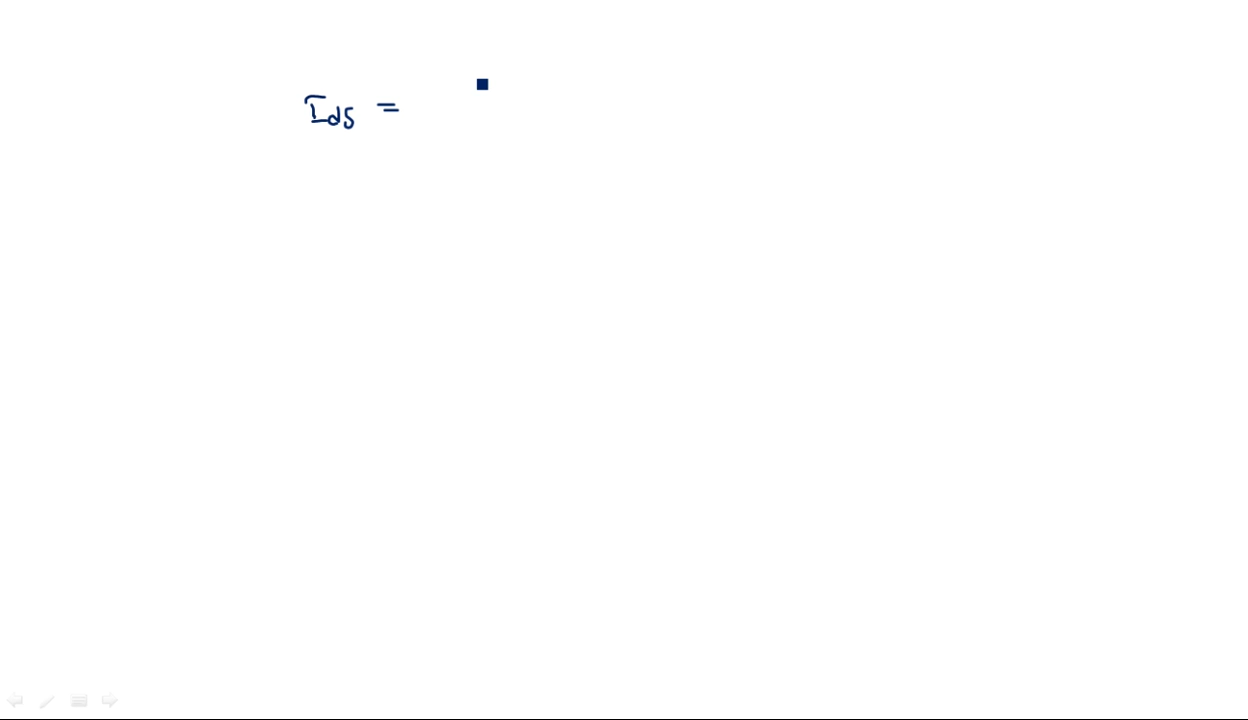 Ids =